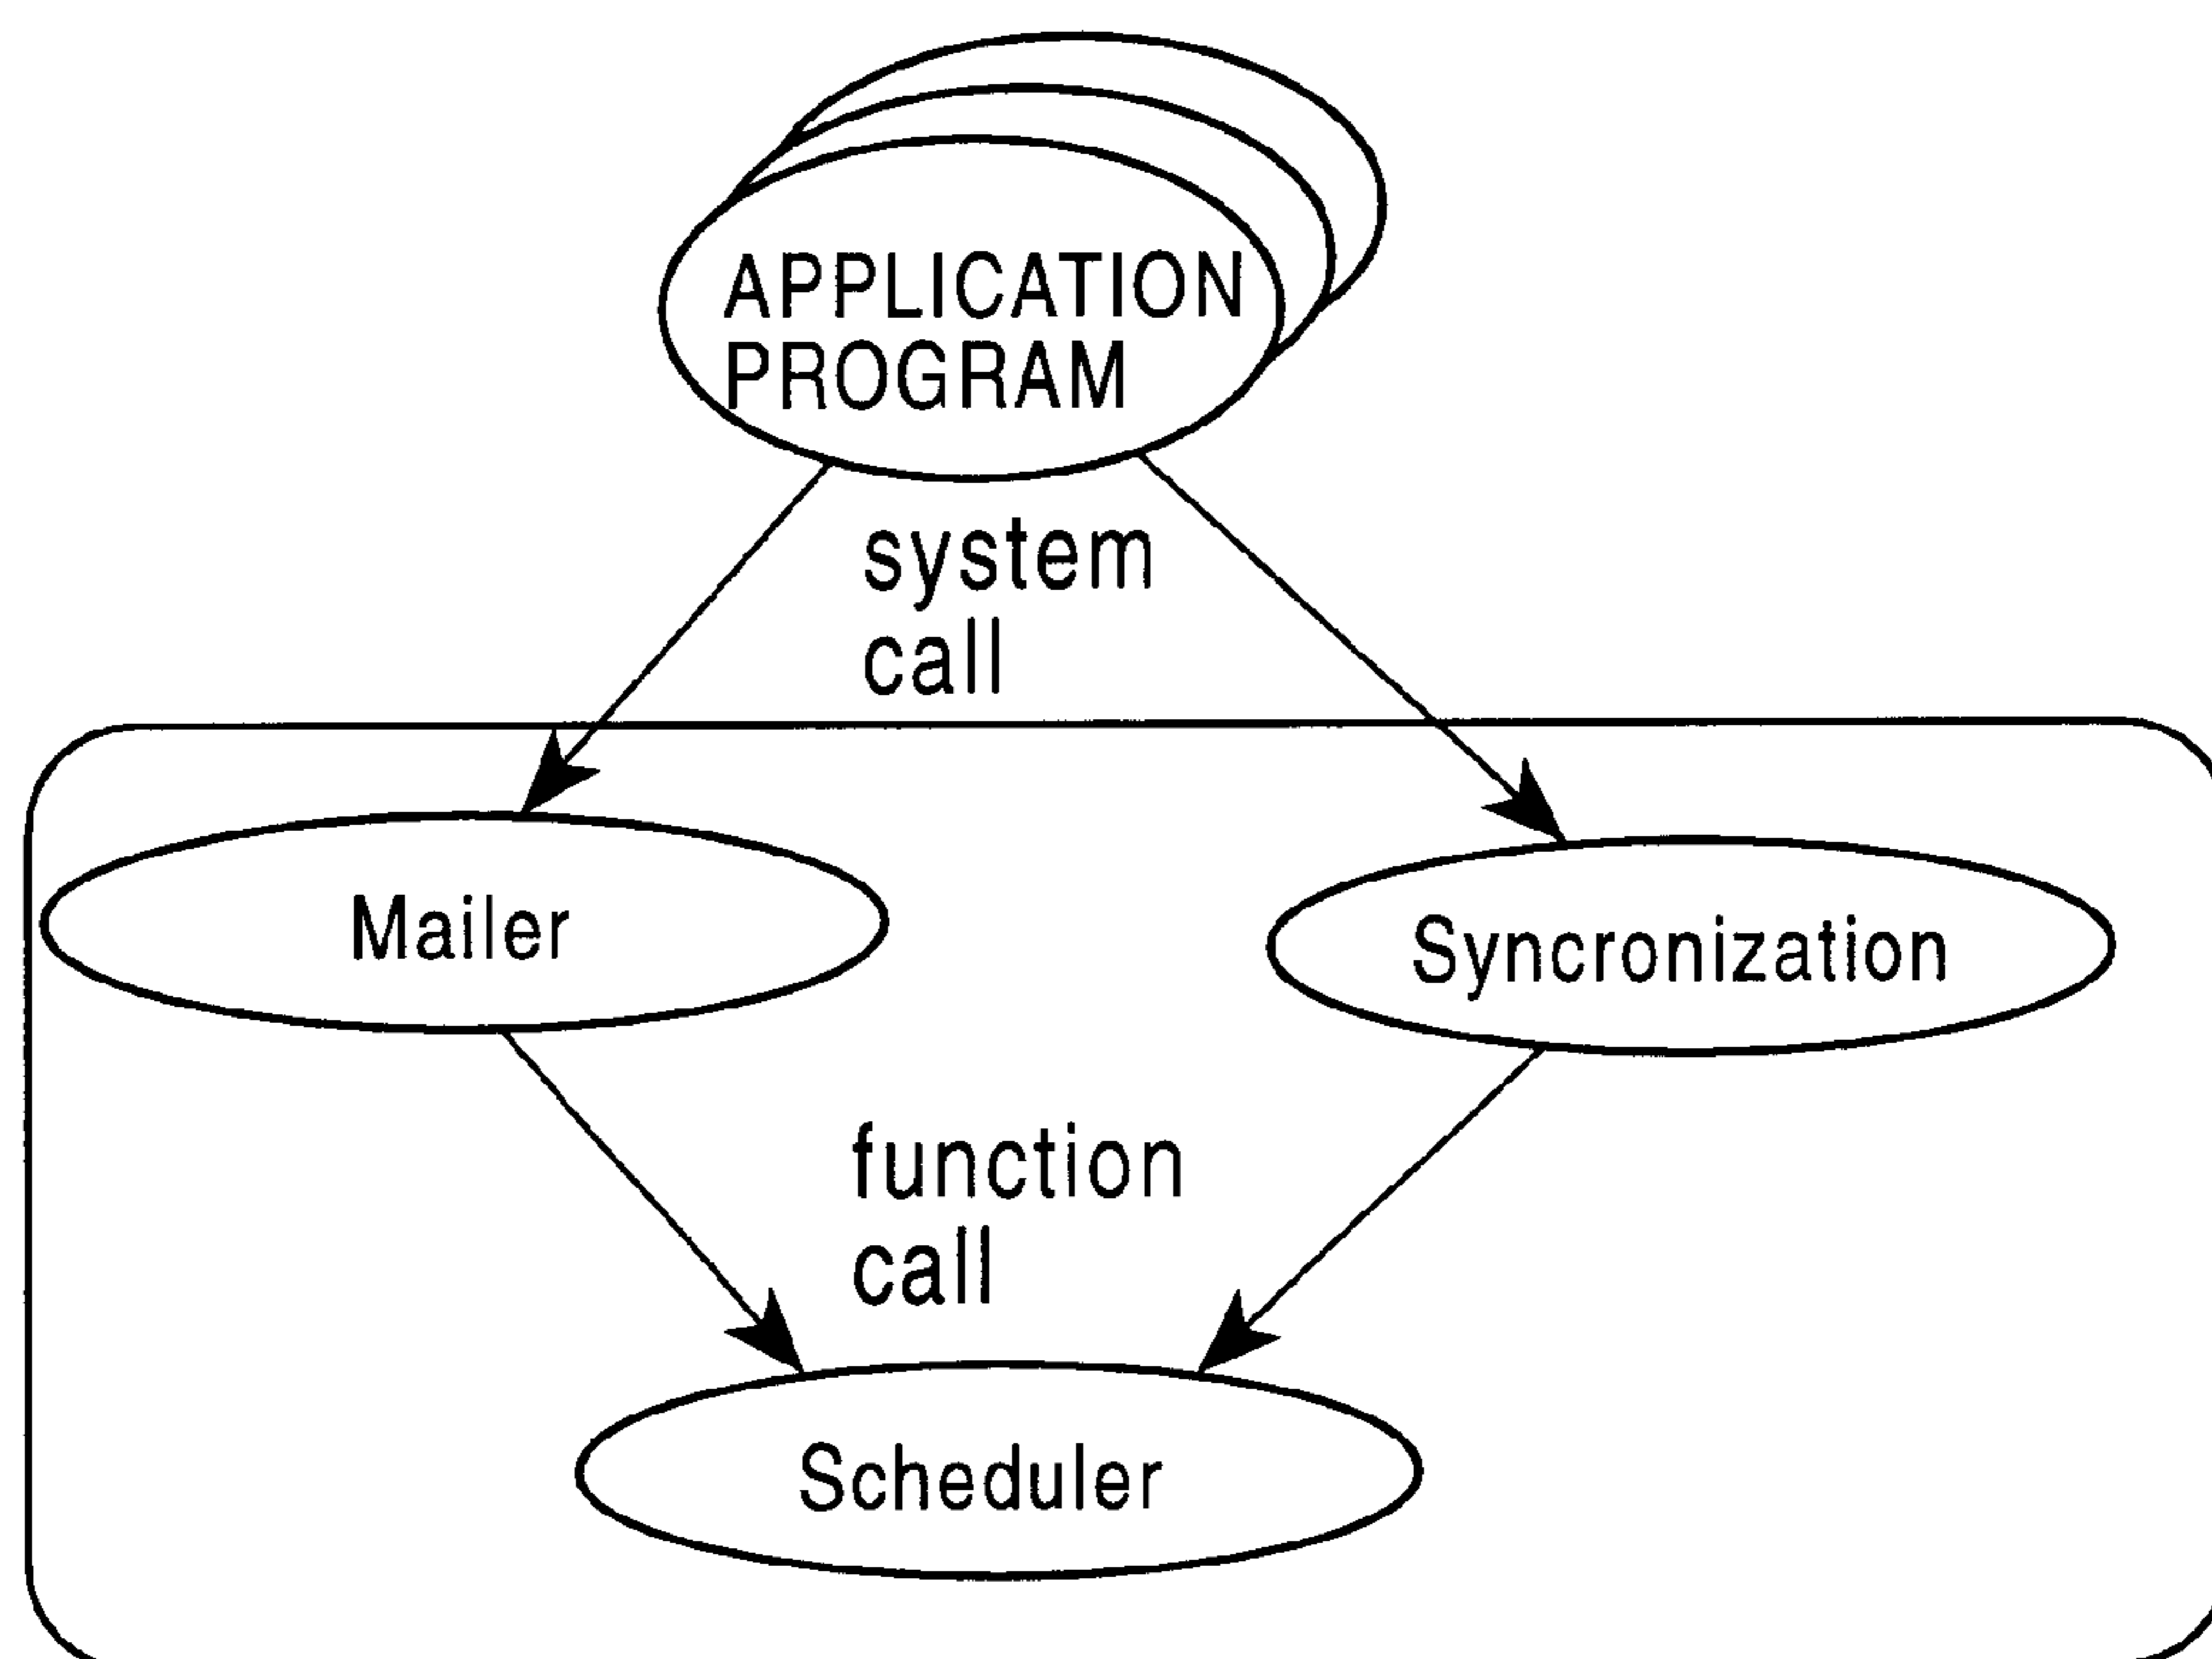 APPLICATION
PROGRAM
system
call
Mailer
Syncronization
function
call
Scheduler